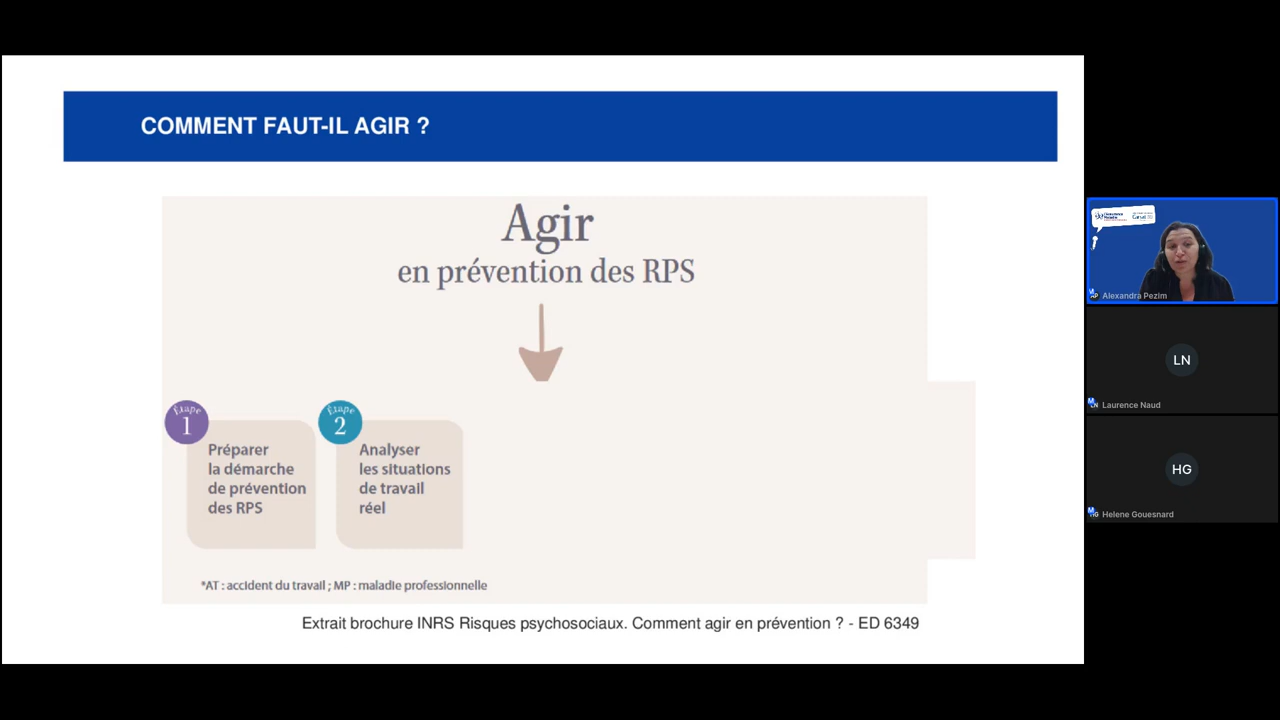 COMMENT FAUT-IL AGIR ?
Agir
en prévention des RPS
Étape
1
Préparer
la démarche
de prévention
des RPS
Étape
2
Analyser
les situations
de travail
réel
*AT : accident du travail ; MP : maladie professionnelle
Extrait brochure INRS Risques psychosociaux. Comment agir en prévention ? - ED 6349
Alexandra Pezim
LN
Laurence Naud
HG
Helene Gouesnard